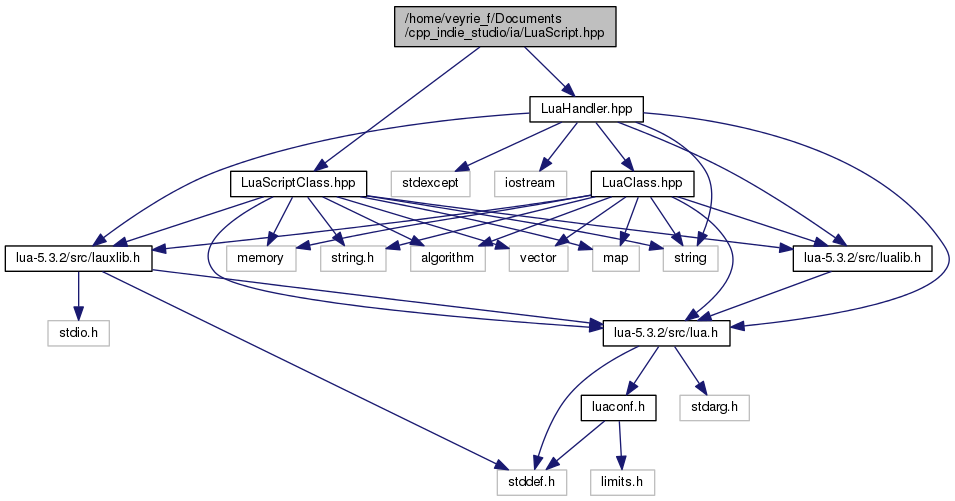 /home/veyrie_f/Documents
/cpp_indie_studio/ia/LuaScript.hpp
LuaHandler.hpp
LuaScriptClass.hpp
stdexcept
iostream
LuaClass.hpp
lua-5.3.2/src/lauxlib.h
memory
string.h
algorithm
vector
map
string
lua-5.3.2/src/lualib.h
stdio.h
lua-5.3.2/src/lua.h
luaconf.h
stdarg.h
stddef.h
limits.h